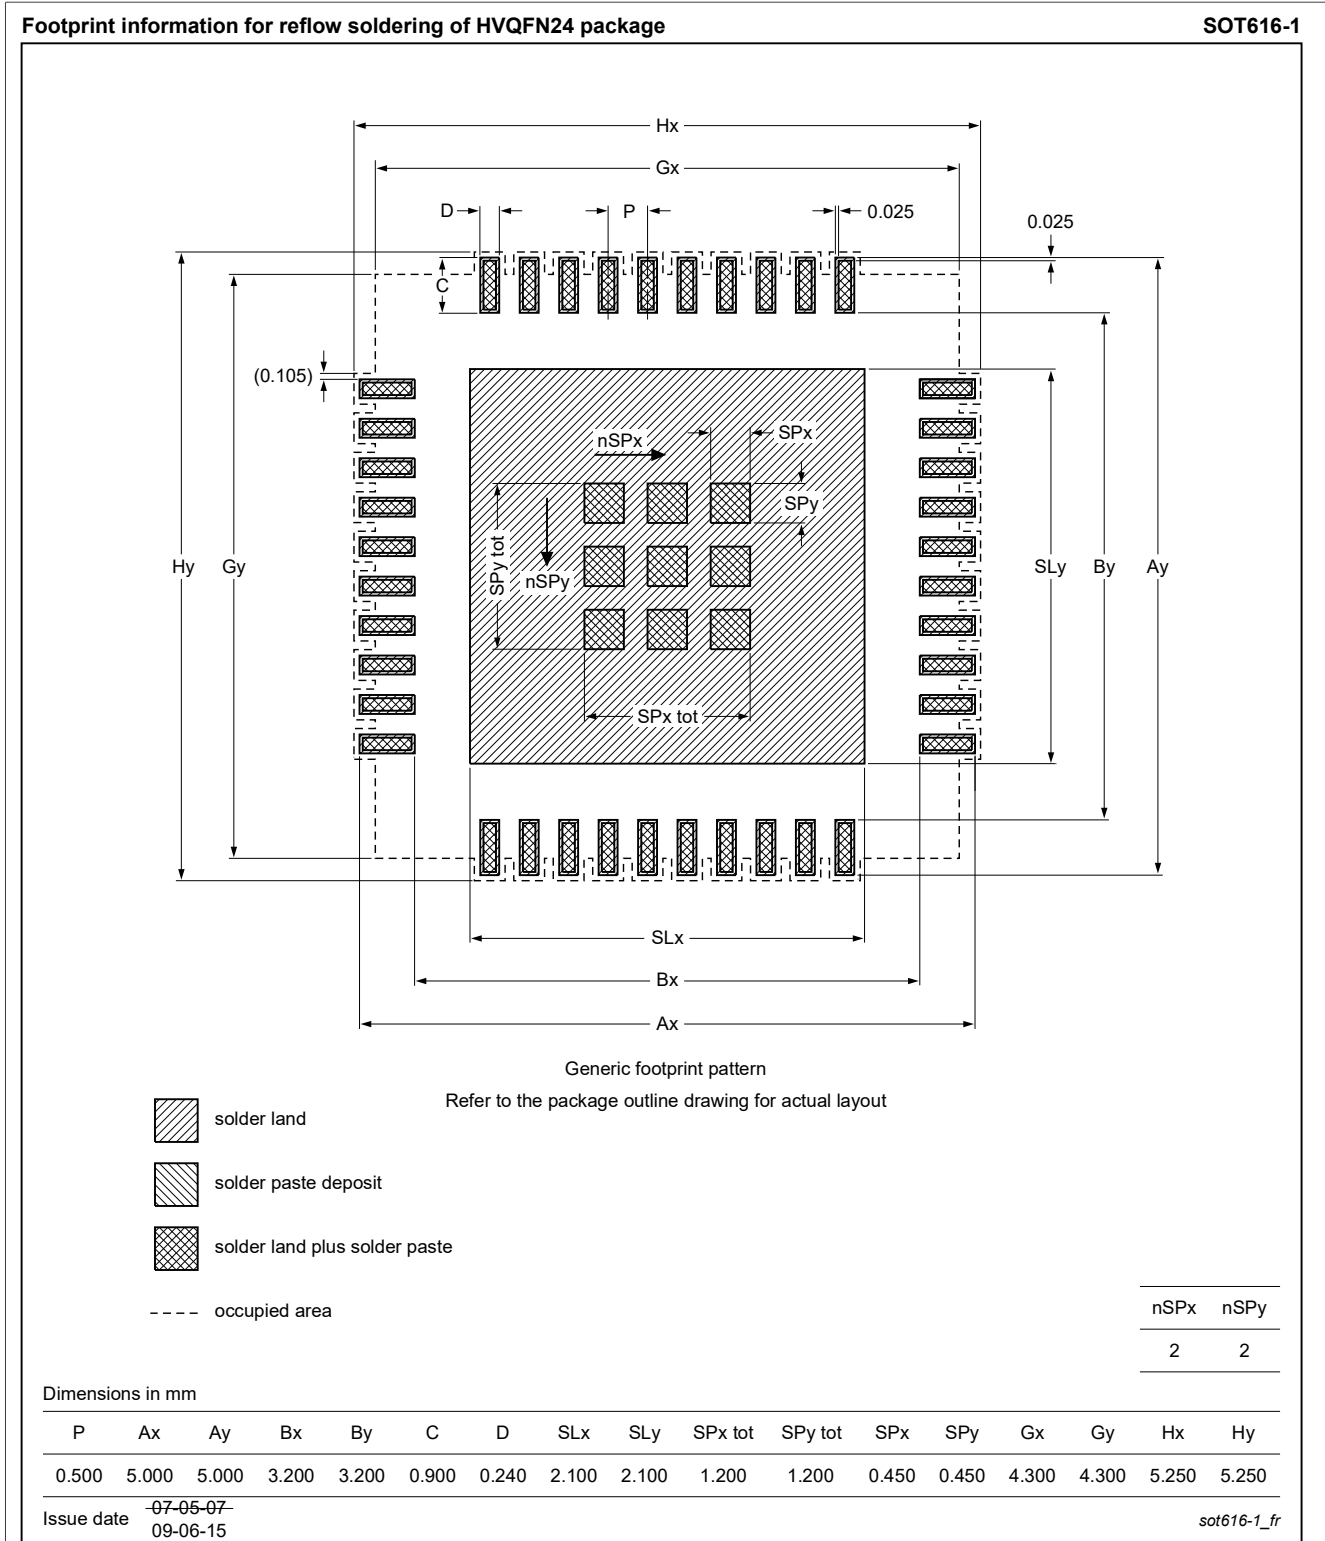 Footprint information for reflow soldering of HVQFN24 package SOT616-1
Hx
Gx
D P 0.025
0.025
C
(0.105)
SPx
nSPx
SPy
Hy Gy SPy tot nSPy SLy By Ay
SPx tot
SLx
Bx
Ax
Generic footprint pattern
Refer to the package outline drawing for actual layout
solder land
solder paste deposit
solder land plus solder paste
occupied area
nSPx nSPy
2 2
Dimensions in mm
P Ax Ay Bx By C D SLx SLy SPx tot SPy tot SPx SPy Gx Gy Hx Hy
0.500 5.000 5.000 3.200 3.200 0.900 0.240 2.100 2.100 1.200 1.200 0.450 0.450 4.300 4.300 5.250 5.250
Issue date 07-05-07
09-06-15
sot616-1_fr